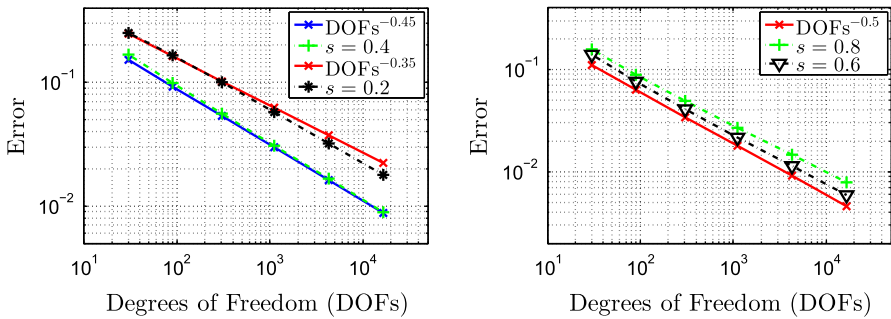 DOFs^−0.45
s = 0.4
DOFs^−0.35
s = 0.2
10^−1
10^−2
Error
10^1 10^2 10^3 10^4
Degrees of Freedom (DOFs)
DOFs^−0.5
s = 0.8
s = 0.6
10^−1
10^−2
Error
10^1 10^2 10^3 10^4
Degrees of Freedom (DOFs)